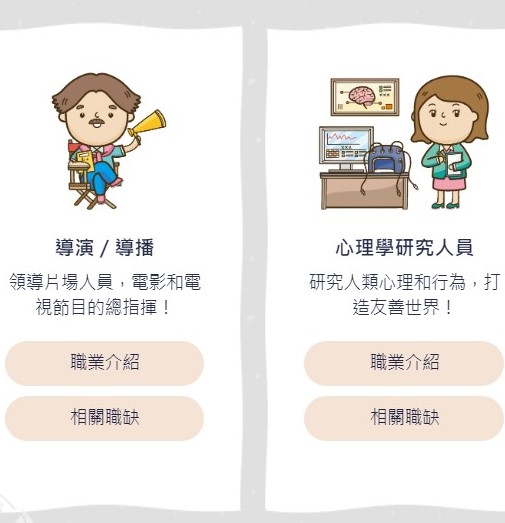 導演 / 導播
領導片場人員，電影和電
視節目的總指揮！
職業介紹
相關職缺
心理學研究人員
研究人類心理和行為，打
造友善世界！
職業介紹
相關職缺